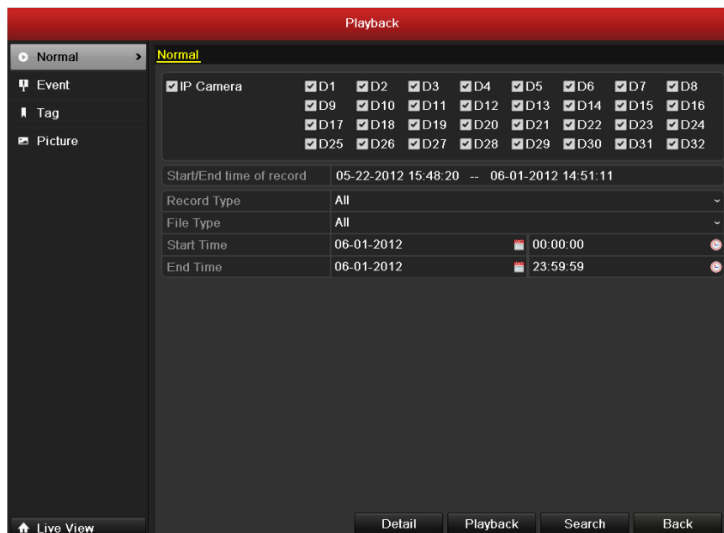 Playback
Normal
Event
Tag
Picture
Live View
Normal
IP Camera D1 D2 D3 D4 D5 D6 D7 D8
D9 D10 D11 D12 D13 D14 D15 D16
D17 D18 D19 D20 D21 D22 D23 D24
D25 D26 D27 D28 D29 D30 D31 D32
Start/End time of record 05-22-2012 15:48:20 -- 06-01-2012 14:51:11
Record Type All
File Type All
Start Time 06-01-2012 00:00:00
End Time 06-01-2012 23:59:59
Detail Playback Search Back